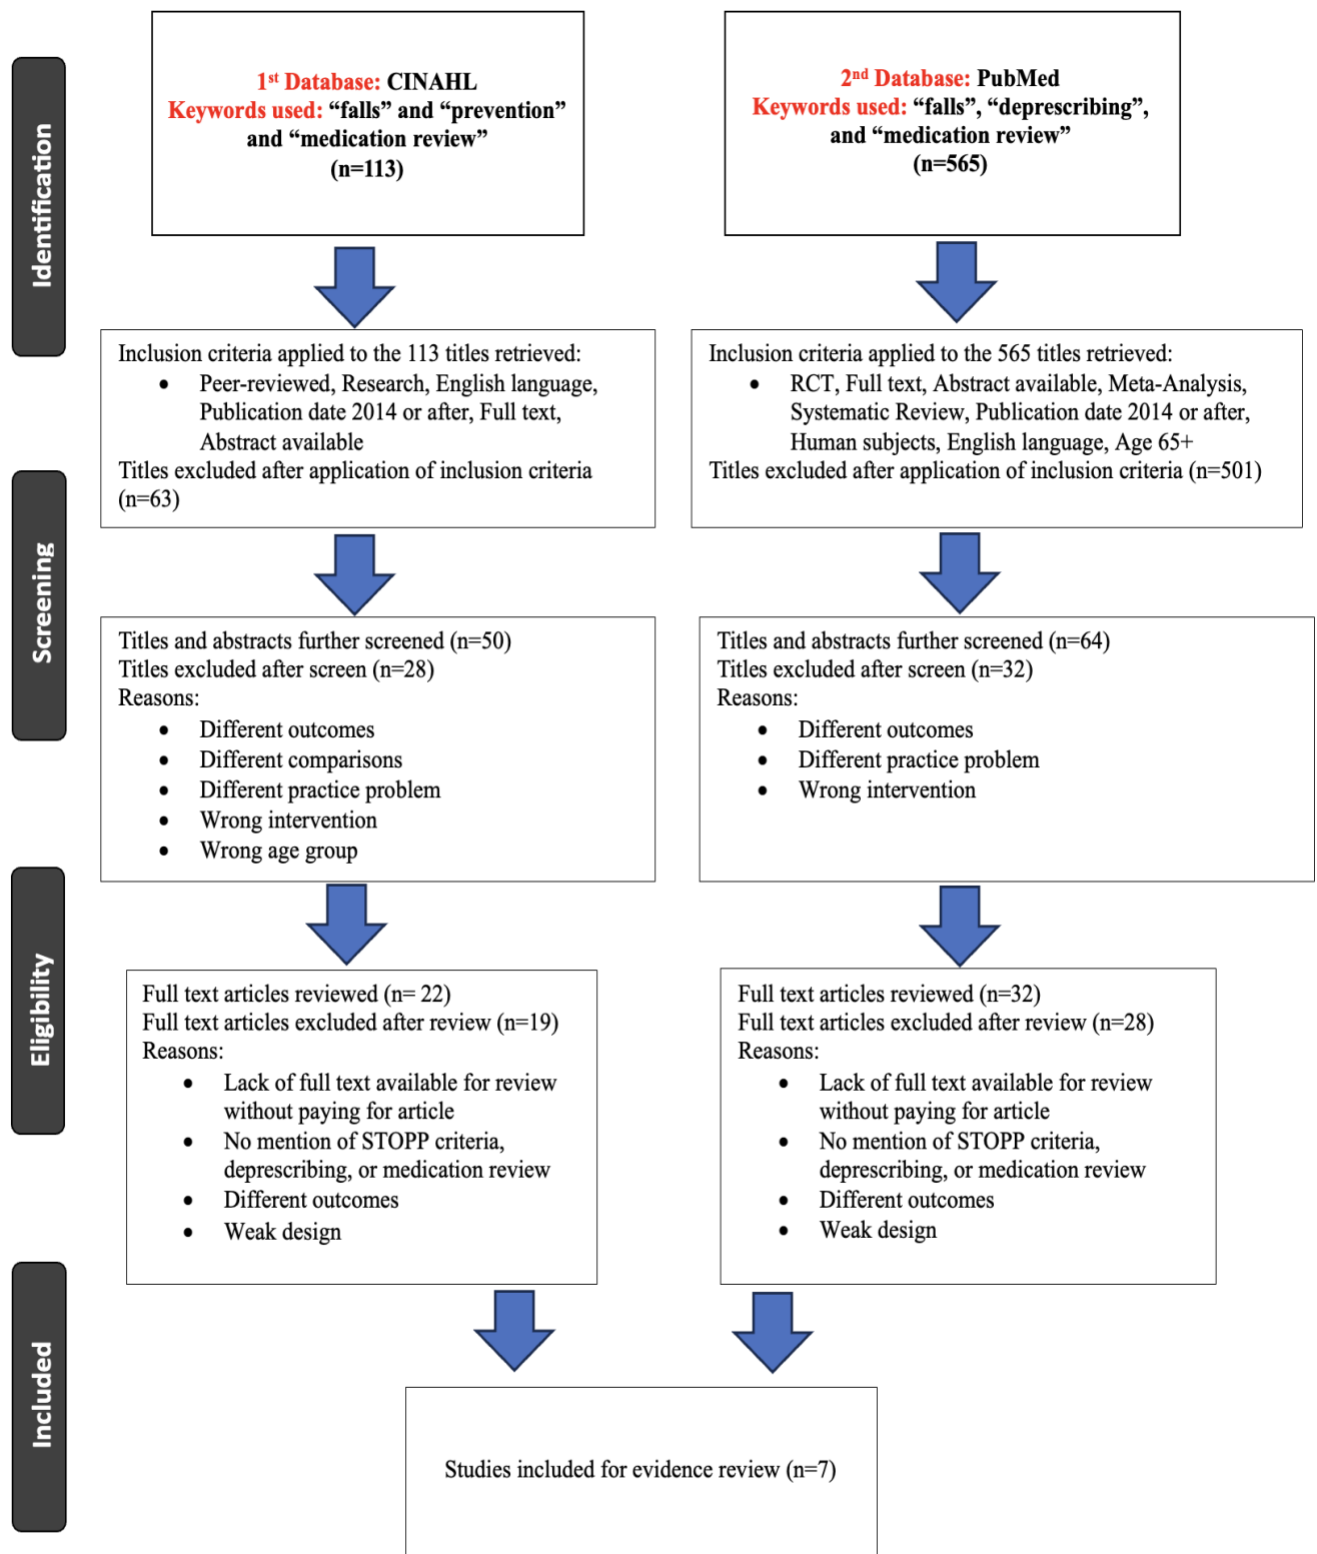 Identification
1st Database: CINAHL
Keywords used: “falls” and “prevention”
and “medication review”
(n=113)
2nd Database: PubMed
Keywords used: “falls”, “deprescribing”,
and “medication review”
(n=565)
Inclusion criteria applied to the 113 titles retrieved:
• Peer-reviewed, Research, English language,
Publication date 2014 or after, Full text,
Abstract available
Titles excluded after application of inclusion criteria
(n=63)
Inclusion criteria applied to the 565 titles retrieved:
• RCT, Full text, Abstract available, Meta-Analysis,
Systematic Review, Publication date 2014 or after,
Human subjects, English language, Age 65+
Titles excluded after application of inclusion criteria (n=501)
Screening
Titles and abstracts further screened (n=50)
Titles excluded after screen (n=28)
Reasons:
• Different outcomes
• Different comparisons
• Different practice problem
• Wrong intervention
• Wrong age group
Titles and abstracts further screened (n=64)
Titles excluded after screen (n=32)
Reasons:
• Different outcomes
• Different practice problem
• Wrong intervention
Eligibility
Full text articles reviewed (n= 22)
Full text articles excluded after review (n=19)
Reasons:
• Lack of full text available for review
without paying for article
• No mention of STOPP criteria,
deprescribing, or medication review
• Different outcomes
• Weak design
Full text articles reviewed (n=32)
Full text articles excluded after review (n=28)
Reasons:
• Lack of full text available for review
without paying for article
• No mention of STOPP criteria,
deprescribing, or medication review
• Different outcomes
• Weak design
Included
Studies included for evidence review (n=7)